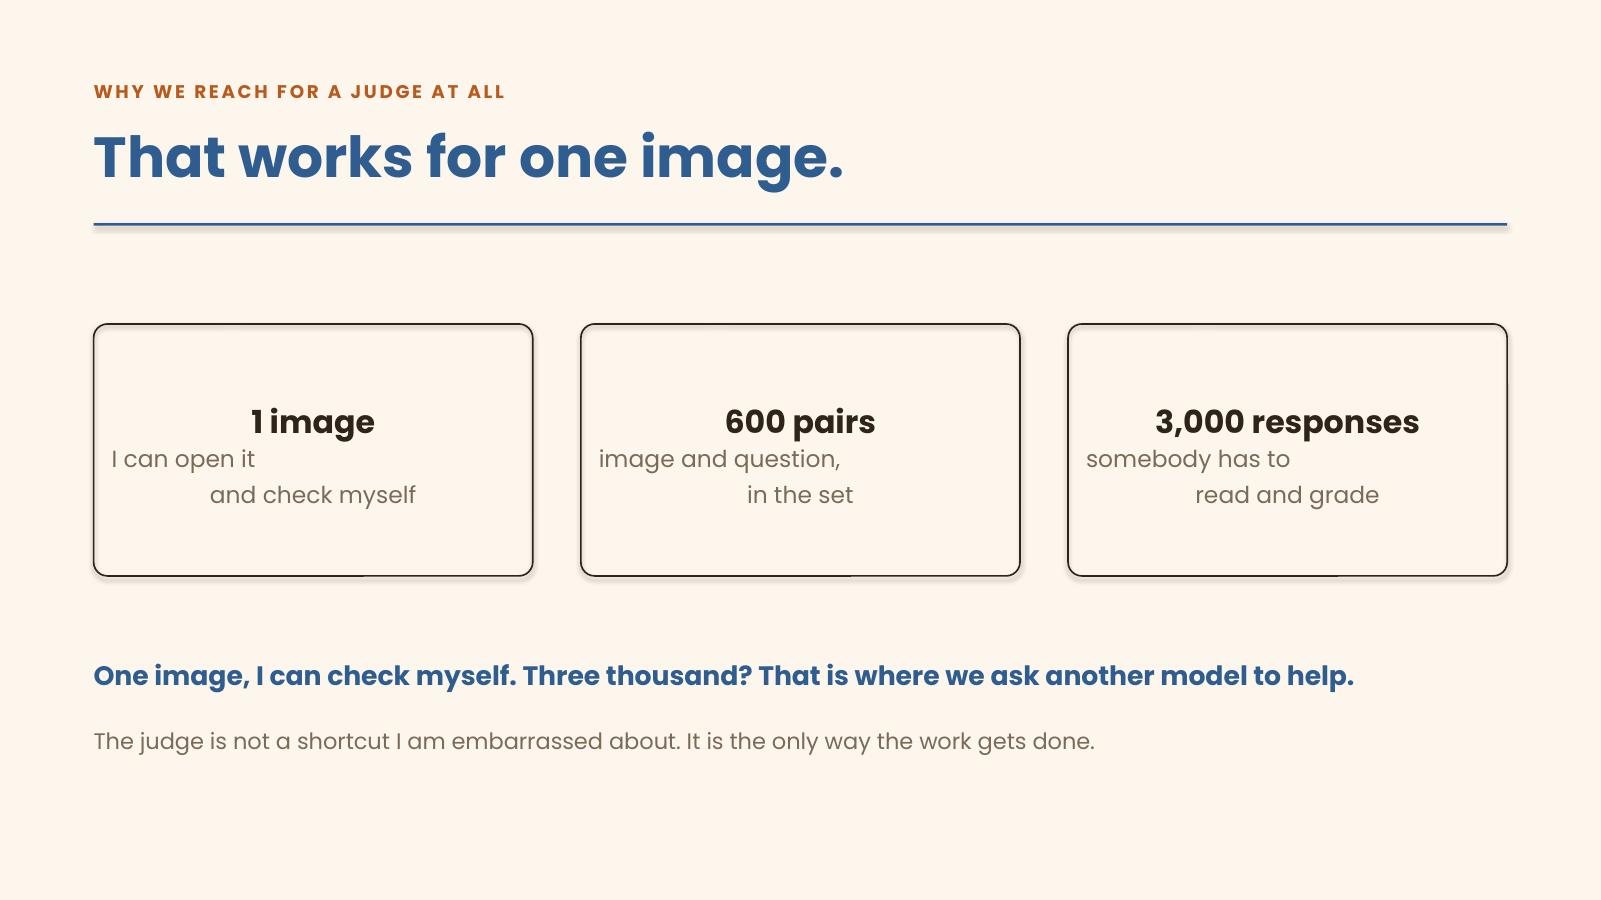 WHY WE REACH FOR A JUDGE AT ALL
That works for one image.
1 image
I can open it
and check myself
600 pairs
image and question,
in the set
3,000 responses
somebody has to
read and grade
One image, I can check myself. Three thousand? That is where we ask another model to help.
The judge is not a shortcut I am embarrassed about. It is the only way the work gets done.